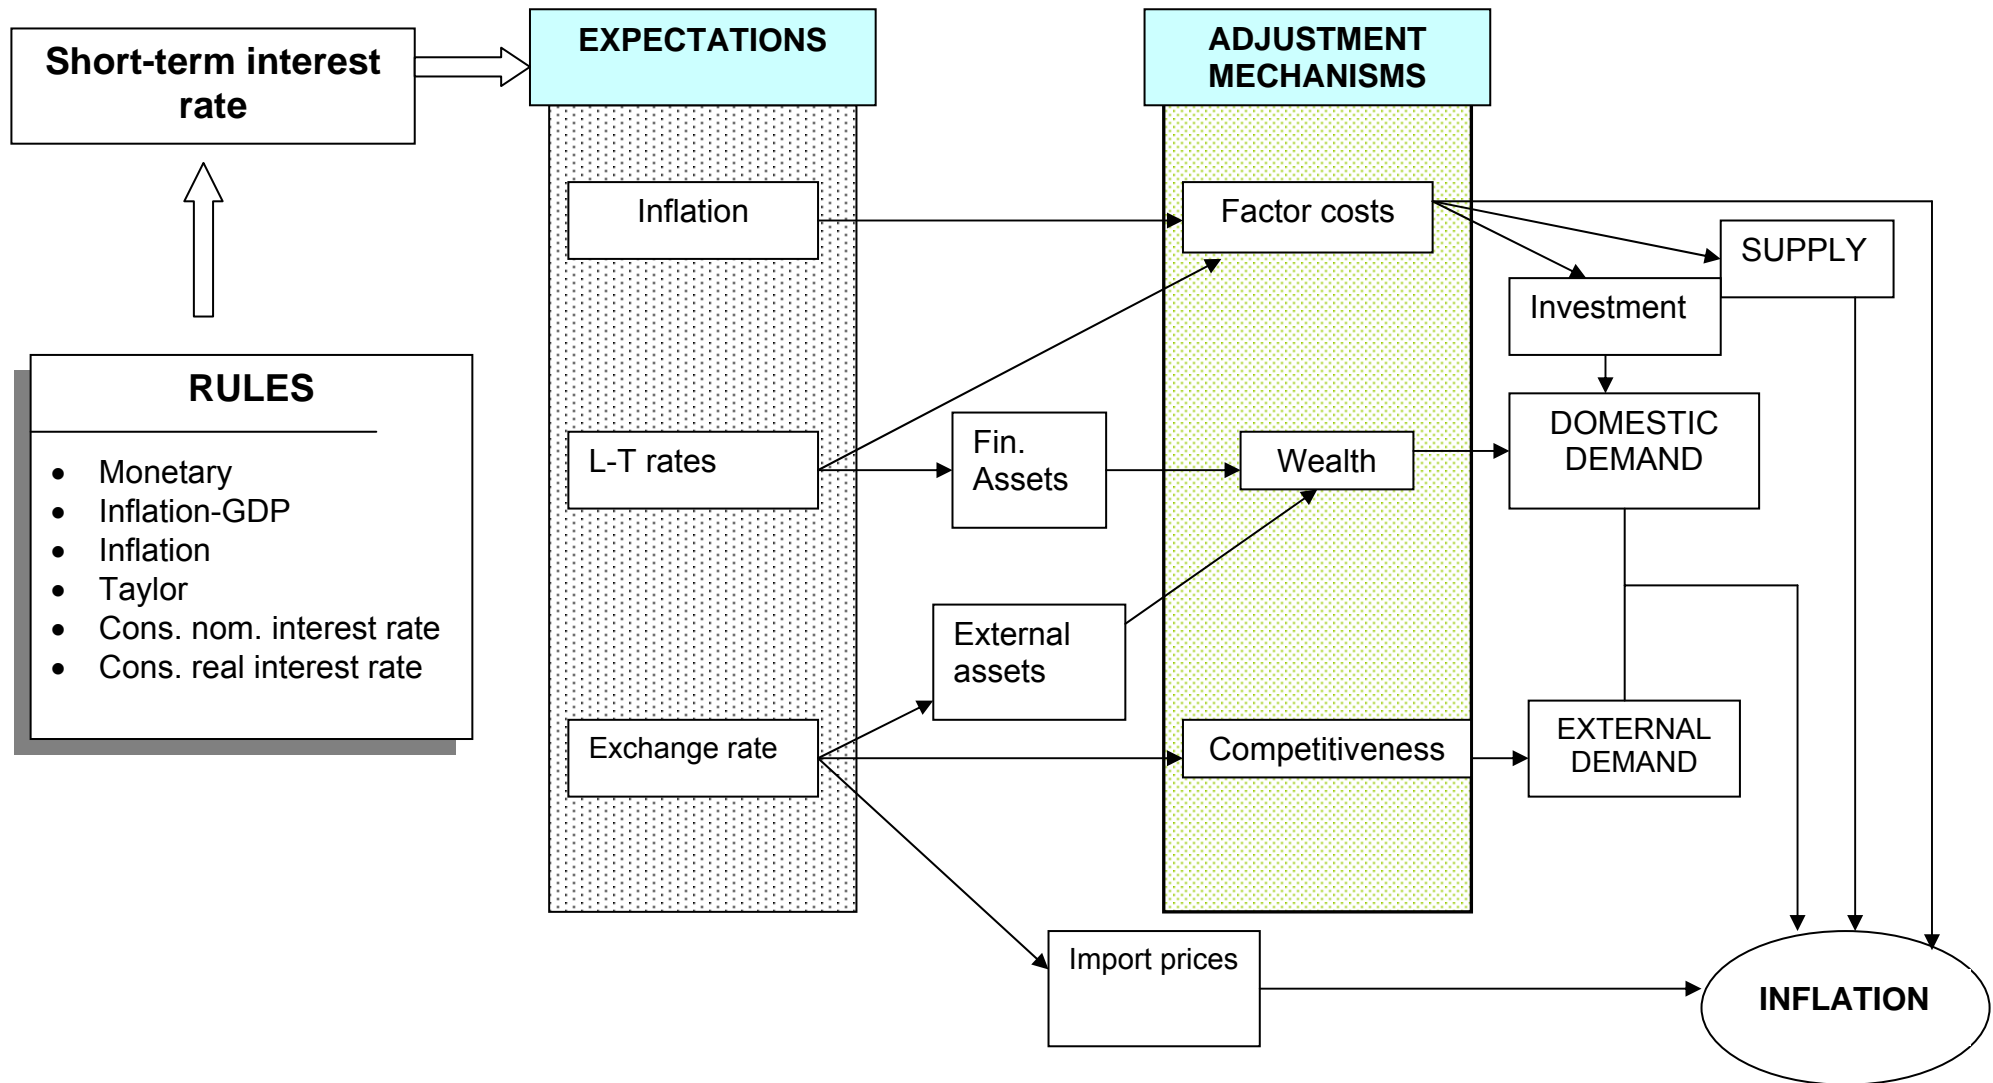 Short-term interest
rate
EXPECTATIONS
ADJUSTMENT
MECHANISMS
Inflation
Factor costs
SUPPLY
Investment
RULES
• Monetary
• Inflation-GDP
• Inflation
• Taylor
• Cons. nom. interest rate
• Cons. real interest rate
L-T rates
Fin.
Assets
Wealth
DOMESTIC
DEMAND
External
assets
Exchange rate
Competitiveness
EXTERNAL
DEMAND
Import prices
INFLATION